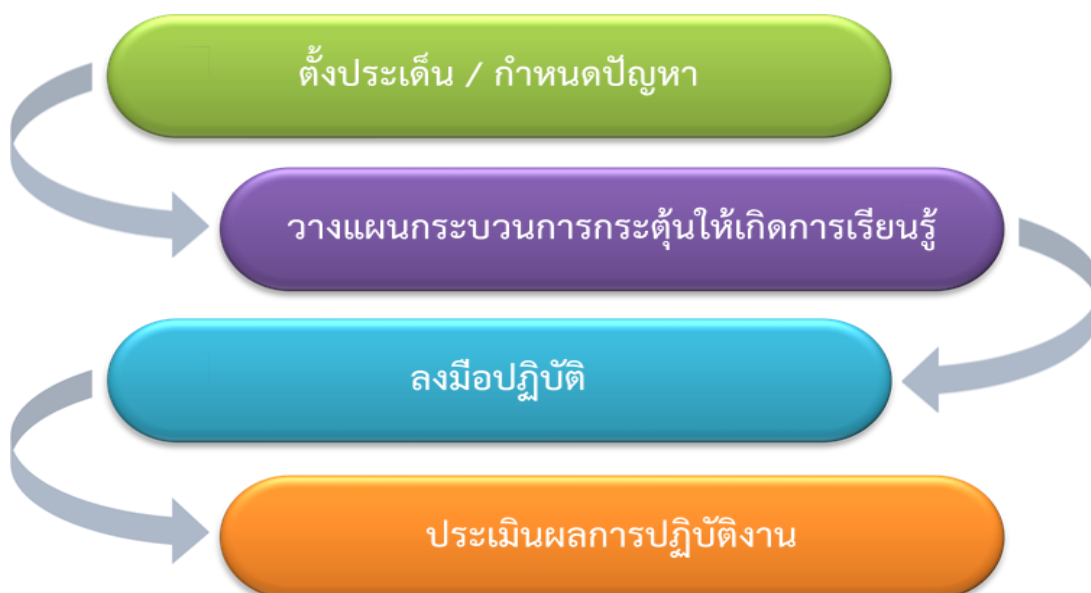 ตั้งประเด็น / กำหนดปัญหา
วางแผนกระบวนการกระตุ้นให้เกิดการเรียนรู้
ลงมือปฏิบัติ
ประเมินผลการปฏิบัติงาน